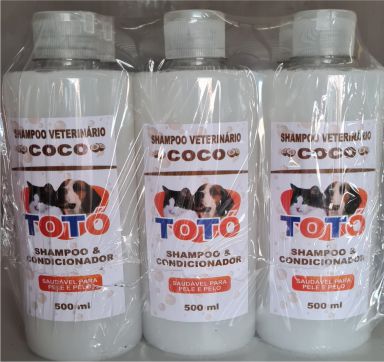 SHAMPOO VETERINÁRIO
COCO
TOTÓ
SHAMPOO &
CONDICIONADOR
SAUDÁVEL PARA
PELE E PELO
500 ml
SHAMPOO VETERINÁRIO
COCO
TOTÓ
SHAMPOO &
CONDICIONADOR
SAUDÁVEL PARA
PELE E PELO
500 ml
SHAMPOO VETERINÁRIO
COCO
TOTÓ
SHAMPOO &
CONDICIONADOR
SAUDÁVEL PARA
PELE E PELO
500 ml